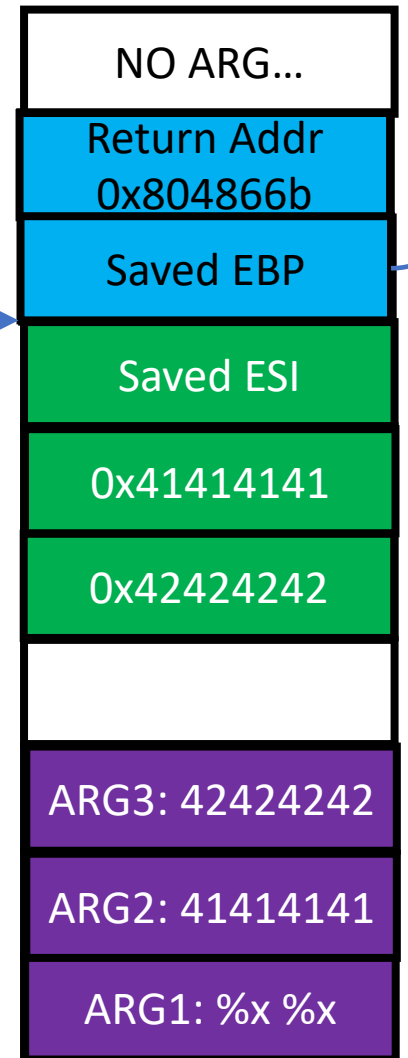 NO ARG...
Return Addr
0x804866b
Saved EBP
Saved ESI
0x41414141
0x42424242
ARG3: 42424242
ARG2: 41414141
ARG1: %x %x